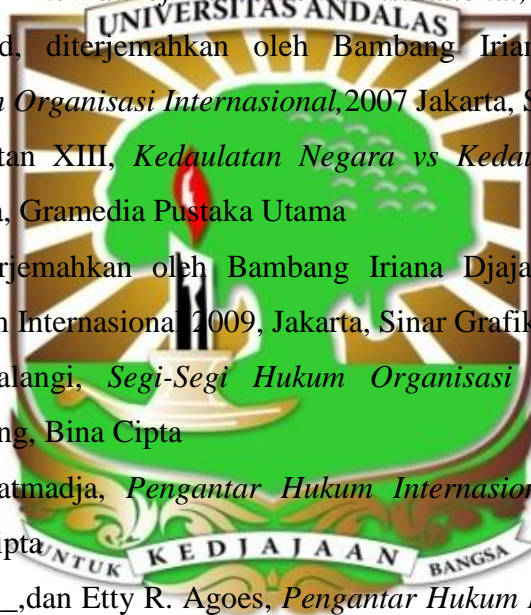 UNIVERSITAS ANDALAS
d, diterjemahkan oleh Bambang Irian
Organisasi Internasional,2007 Jakarta, S
tan XIII, Kedaulatan Negara vs Kedau
a, Gramedia Pustaka Utama
rjemahkan oleh Bambang Iriana Djaja
n Internasional 2009, Jakarta, Sinar Grafik
alangi, Segi-Segi Hukum Organisasi
ng, Bina Cipta
atmadja, Pengantar Hukum Internasion
ipta
UNTUK KEDJAJAAN BANGSA
_,dan Etty R. Agoes, Pengantar Hukum